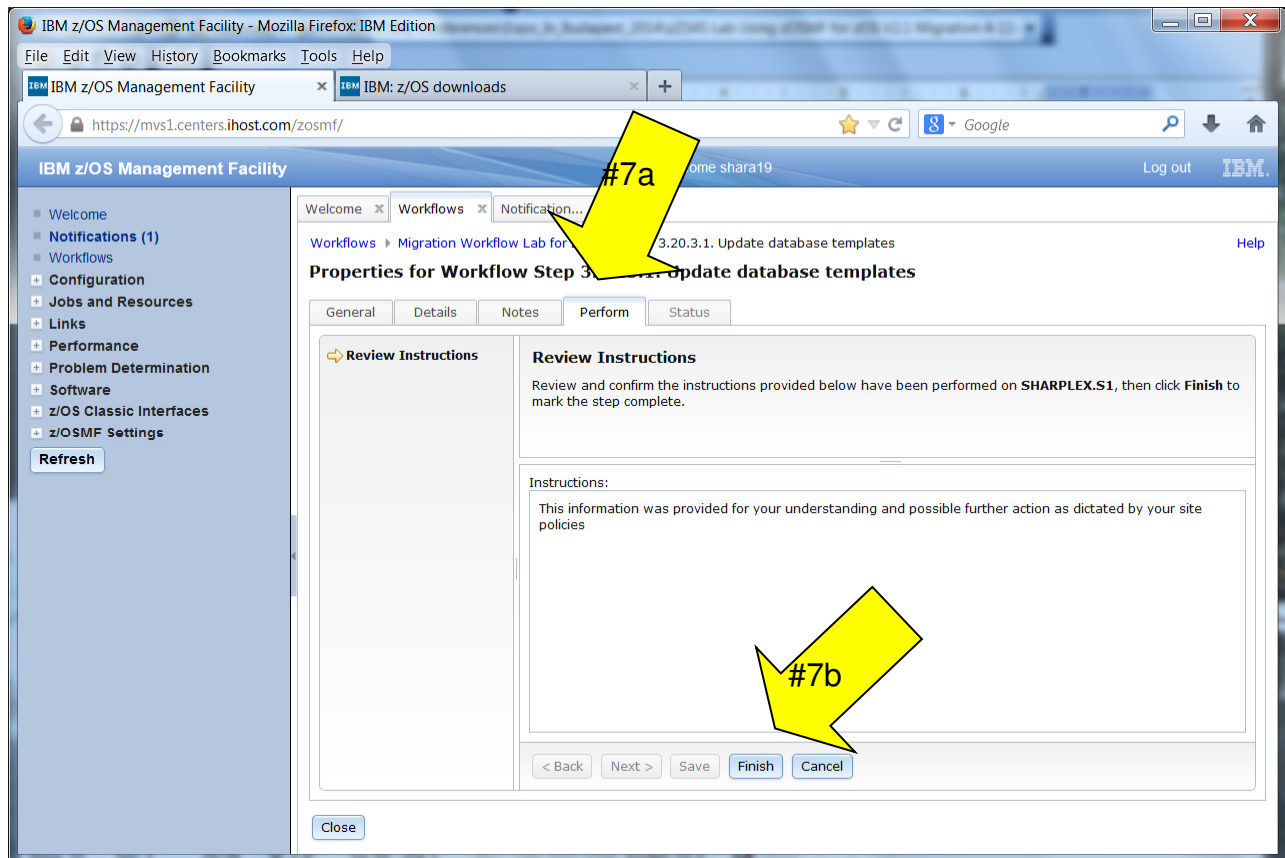 IBM z/OS Management Facility - Mozilla Firefox: IBM Edition
File Edit View History Bookmarks Tools Help
IBM IBM z/OS Management Facility × IBM IBM: z/OS downloads × +
https://mvs1.centers.ihost.com/zosmf/ 8 Google
IBM z/OS Management Facility ome shara19 Log out IBM.
#7a
Welcome × Workflows × Notification...
Welcome
Notifications (1)
Workflows
Configuration
Jobs and Resources
Links
Performance
Problem Determination
Software
z/OS Classic Interfaces
z/OSMF Settings
Refresh
Workflows Migration Workflow Lab for 3.20.3.1. Update database templates Help
Properties for Workflow Step 3. .1. Update database templates
General Details Notes Perform Status
Review Instructions
Review Instructions
Review and confirm the instructions provided below have been performed on SHARPLEX.S1, then click Finish to
mark the step complete.
Instructions:
This information was provided for your understanding and possible further action as dictated by your site
policies
#7b
< Back Next > Save Finish Cancel
Close